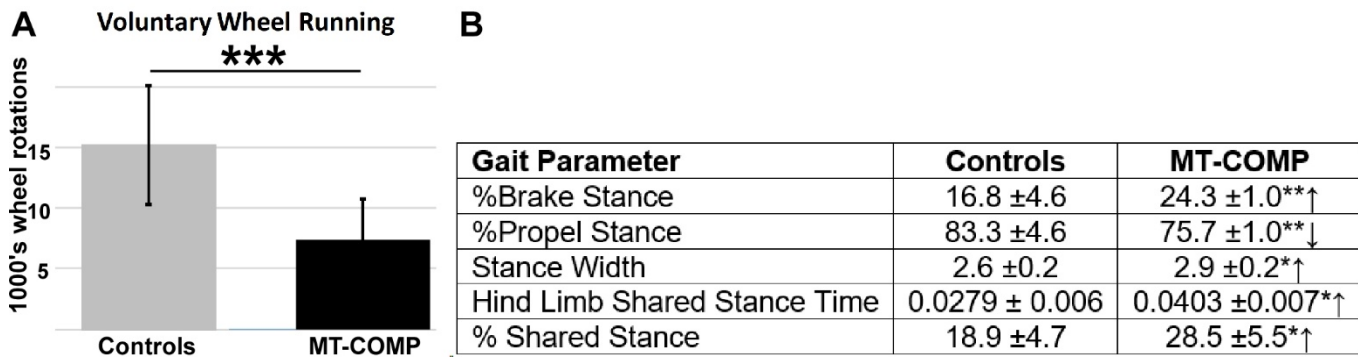 A
Voluntary Wheel Running
***
1000's wheel rotations
15
10
5
Controls MT-COMP
B
Gait Parameter Controls MT-COMP
%Brake Stance 16.8 ±4.6 24.3 ±1.0**↑
%Propel Stance 83.3 ±4.6 75.7 ±1.0**↓
Stance Width 2.6 ±0.2 2.9 ±0.2*↑
Hind Limb Shared Stance Time 0.0279 ± 0.006 0.0403 ±0.007*↑
% Shared Stance 18.9 ±4.7 28.5 ±5.5*↑